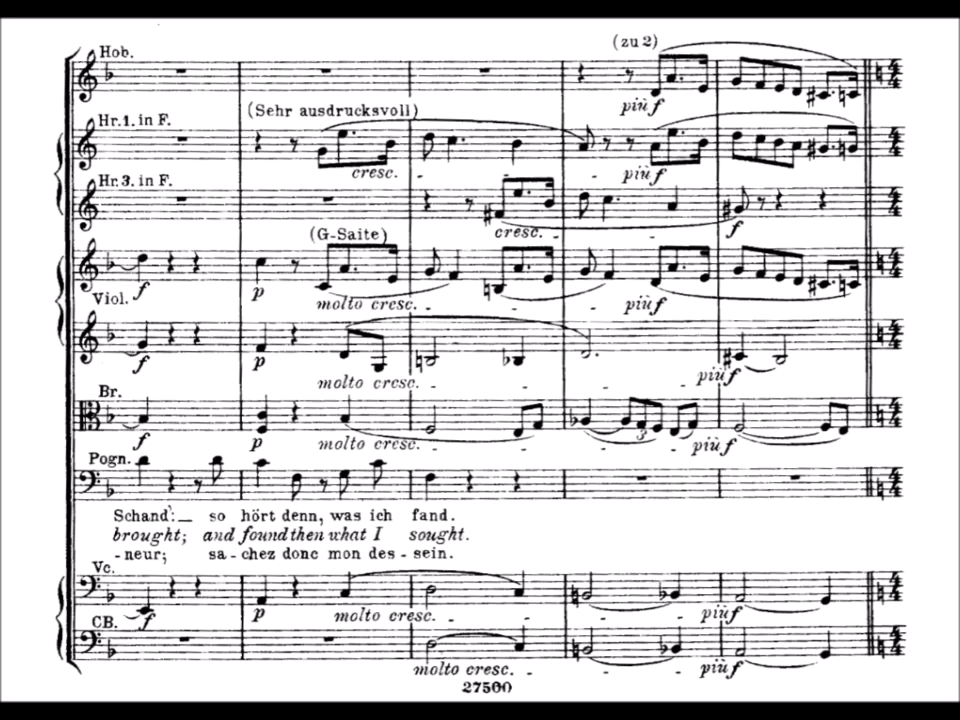 Hob.
(zu 2)
più f
Hr. 1. in F.
(Sehr ausdrucksvoll)
cresc. - - più f
Hr. 3. in F.
cresc. - - f
(G-Saite)
Viol.
f p molto cresc. - - - più f
f p molto cresc. - - - più f
Br.
f p molto cresc. - - 3 - più f
Pogn.
Schand': so hört denn, was ich fand.
brought; and found then what I sought.
-neur; sa - chez donc mon des - sein.
Vc.
f p molto cresc. - - - più f
CB.
molto cresc. - - - più f
27500